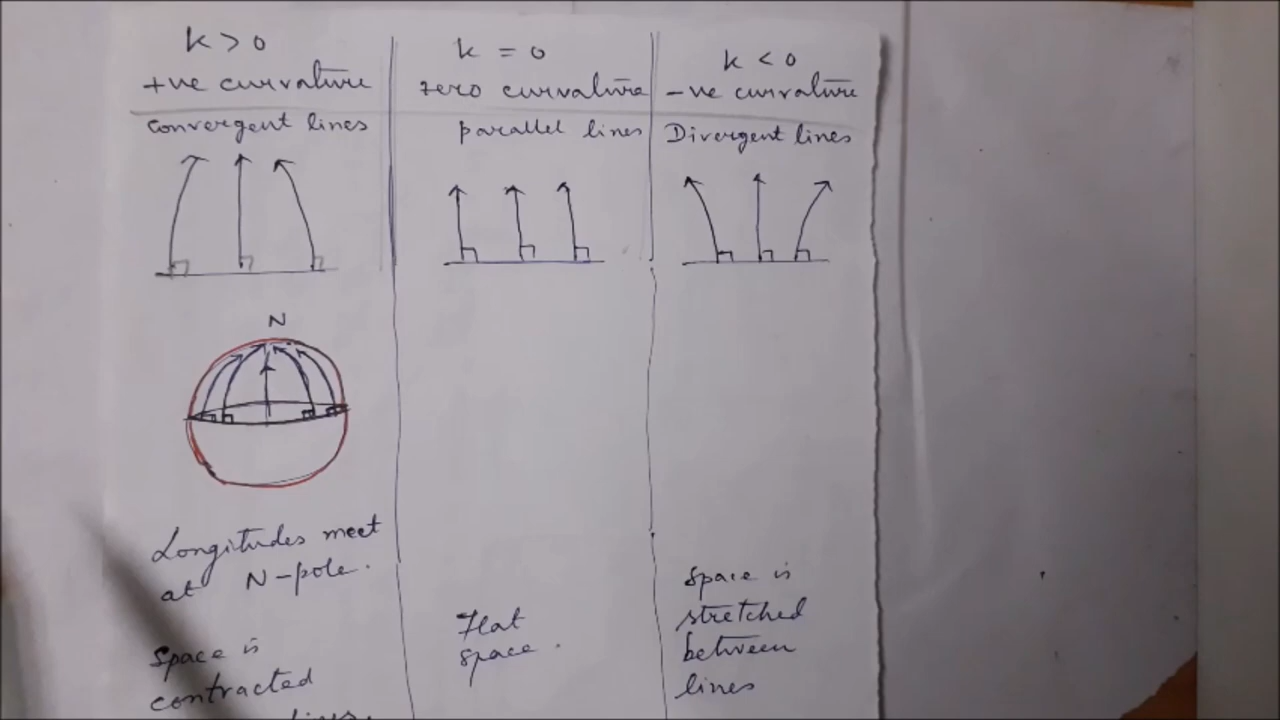 k > 0
+ve curvature
Convergent lines
N
Longitudes meet
at N-pole.
Space is
contracted
lines.
k = 0
zero curvature
parallel lines
Flat
space.
k < 0
-ve curvature
Divergent lines
Space is
stretched
between
lines